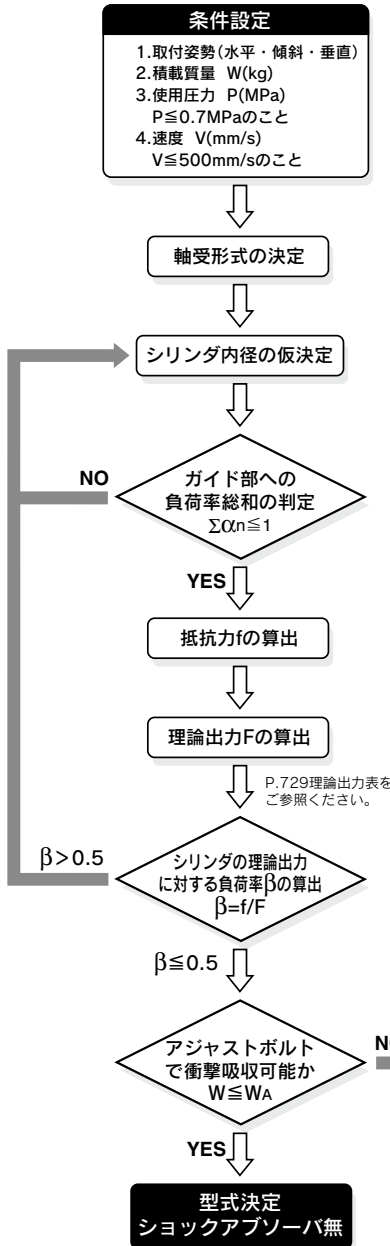 条件設定
1.取付姿勢(水平・傾斜・垂直)
2.積載質量 W(kg)
3.使用圧力 P(MPa)
P≦0.7MPaのこと
4.速度 V(mm/s)
V≦500mm/sのこと
軸受形式の決定
シリンダ内径の仮決定
NO
ガイド部への
負荷率総和の判定
Σαn≦1
YES
抵抗力fの算出
理論出力Fの算出
P.729理論出力表を
ご参照ください。
β>0.5
シリンダの理論出力
に対する負荷率βの算出
β=f/F
β≦0.5
アジャストボルト
で衝撃吸収可能か
W≦WA
YES
型式決定
ショックアブソーバ無